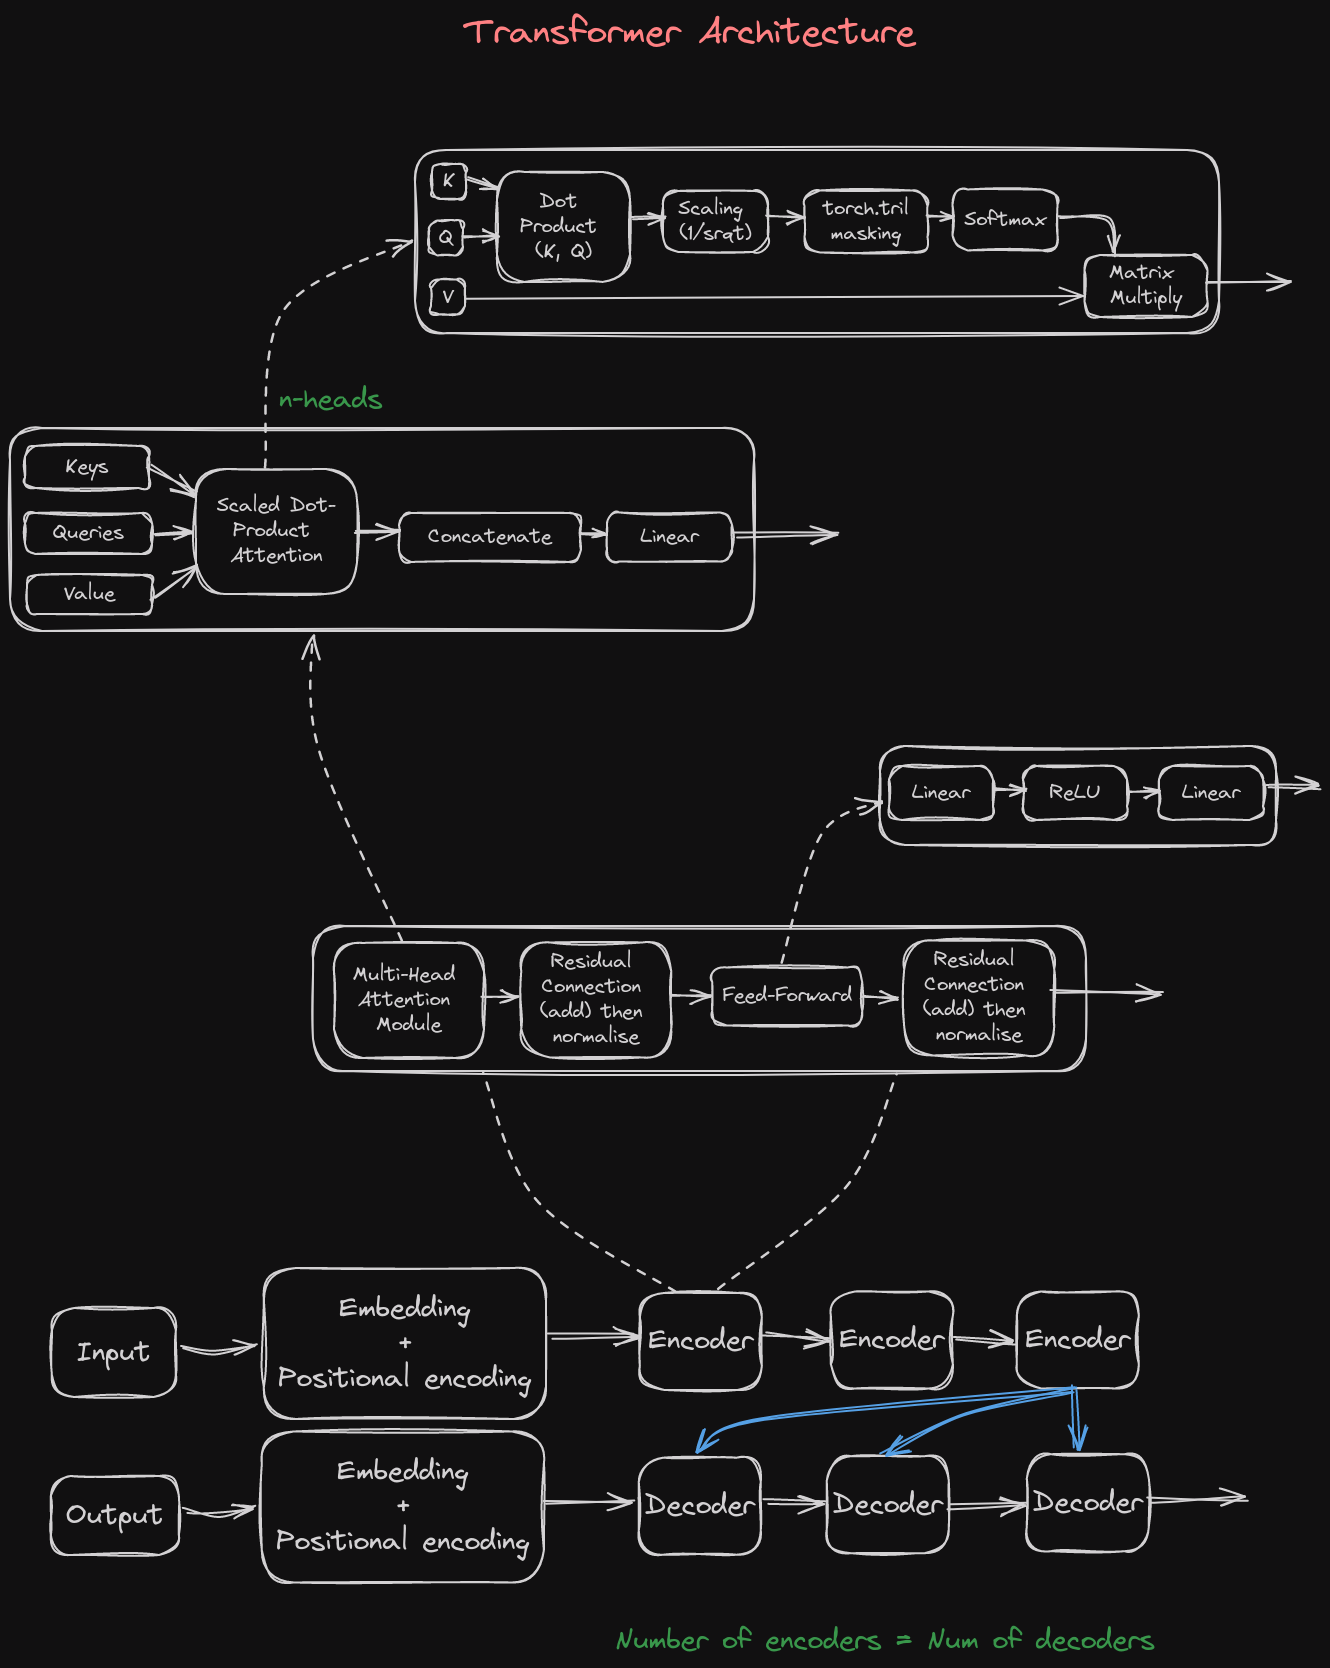 Transformer Architecture
K
Q
V
Dot
Product
(K, Q)
Scaling
(1/srqt)
torch.tril
masking
Softmax
Matrix
Multiply
n-heads
Keys
Queries
Value
Scaled Dot-
Product
Attention
Concatenate
Linear
Linear
ReLU
Linear
Multi-Head
Attention
Module
Residual
Connection
(add) then
normalise
Feed-Forward
Residual
Connection
(add) then
normalise
Input
Embedding
+
Positional encoding
Encoder
Encoder
Encoder
Output
Embedding
+
Positional encoding
Decoder
Decoder
Decoder
Number of encoders = Num of decoders